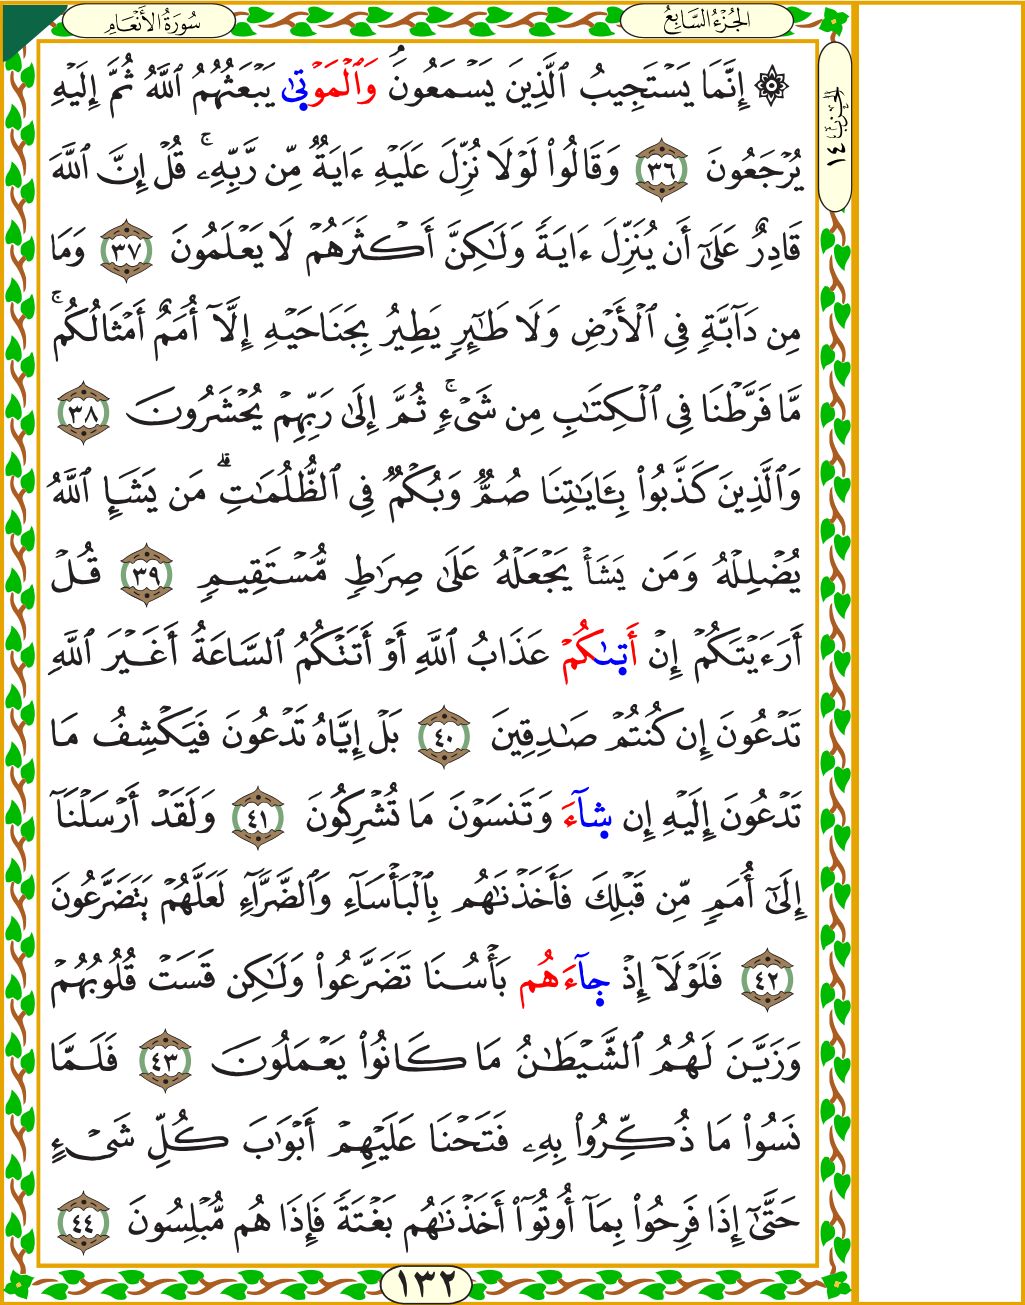 سُورَةُ الأَنْعَامِ
الجُزْءُ السَّابِعُ
الحزب ١٤
۞ إِنَّمَا يَسْتَجِيبُ ٱلَّذِينَ يَسْمَعُونَۘ وَٱلْمَوْتَىٰ يَبْعَثُهُمُ ٱللَّهُ ثُمَّ إِلَيْهِ
يُرْجَعُونَ ٣٦ وَقَالُوا۟ لَوْلَا نُزِّلَ عَلَيْهِ ءَايَةٌ مِّن رَّبِّهِۦۚ قُلْ إِنَّ ٱللَّهَ
قَادِرٌ عَلَىٰٓ أَن يُنَزِّلَ ءَايَةً وَلَـٰكِنَّ أَكْثَرَهُمْ لَا يَعْلَمُونَ ٣٧ وَمَا
مِن دَآبَّةٍ فِى ٱلْأَرْضِ وَلَا طَـٰٓئِرٍ يَطِيرُ بِجَنَاحَيْهِ إِلَّآ أُمَمٌ أَمْثَالُكُمۚ
مَّا فَرَّطْنَا فِى ٱلْكِتَـٰبِ مِن شَىْءٍۚ ثُمَّ إِلَىٰ رَبِّهِمْ يُحْشَرُونَ ٣٨
وَٱلَّذِينَ كَذَّبُوا۟ بِـَٔايَـٰتِنَا صُمٌّ وَبُكْمٌ فِى ٱلظُّلُمَـٰتِۗ مَن يَشَإِ ٱللَّهُ
يُضْلِلْهُ وَمَن يَشَأْ يَجْعَلْهُ عَلَىٰ صِرَٰطٍ مُّسْتَقِيمٍ ٣٩ قُلْ
أَرَءَيْتَكُمْ إِنْ أَتَىٰكُمْ عَذَابُ ٱللَّهِ أَوْ أَتَتْكُمُ ٱلسَّاعَةُ أَغَيْرَ ٱللَّهِ
تَدْعُونَ إِن كُنتُمْ صَـٰدِقِينَ ٤٠ بَلْ إِيَّاهُ تَدْعُونَ فَيَكْشِفُ مَا
تَدْعُونَ إِلَيْهِ إِن شَآءَ وَتَنسَوْنَ مَا تُشْرِكُونَ ٤١ وَلَقَدْ أَرْسَلْنَآ
إِلَىٰٓ أُمَمٍ مِّن قَبْلِكَ فَأَخَذْنَـٰهُم بِٱلْبَأْسَآءِ وَٱلضَّرَّآءِ لَعَلَّهُمْ يَتَضَرَّعُونَ
٤٢ فَلَوْلَآ إِذْ جَآءَهُم بَأْسُنَا تَضَرَّعُوا۟ وَلَـٰكِن قَسَتْ قُلُوبُهُمْ
وَزَيَّنَ لَهُمُ ٱلشَّيْطَـٰنُ مَا كَانُوا۟ يَعْمَلُونَ ٤٣ فَلَمَّا
نَسُوا۟ مَا ذُكِّرُوا۟ بِهِۦ فَتَحْنَا عَلَيْهِمْ أَبْوَٰبَ كُلِّ شَىْءٍ
حَتَّىٰٓ إِذَا فَرِحُوا۟ بِمَآ أُوتُوٓا۟ أَخَذْنَـٰهُم بَغْتَةً فَإِذَا هُم مُّبْلِسُونَ ٤٤
١٣٢